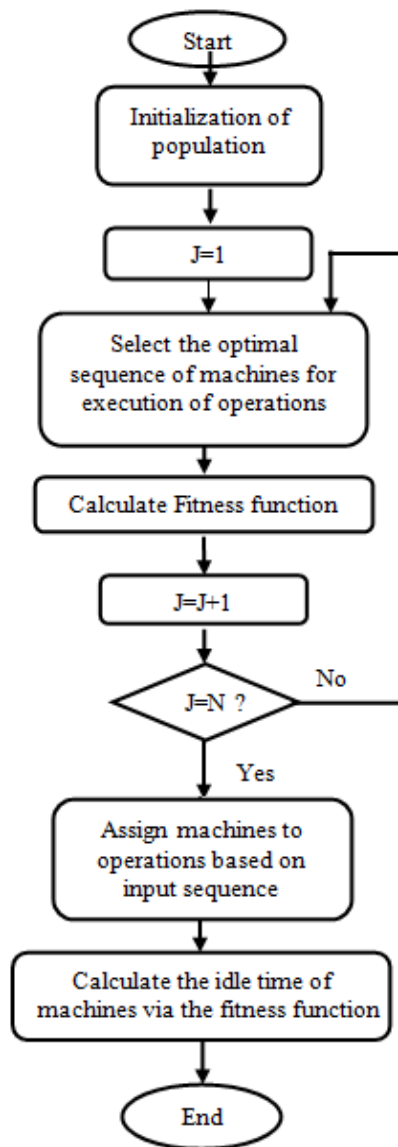 Start
Initialization of
population
J=1
Select the optimal
sequence of machines for
execution of operations
Calculate Fitness function
J=J+1
J=N ?
No
Yes
Assign machines to
operations based on
input sequence
Calculate the idle time of
machines via the fitness function
End